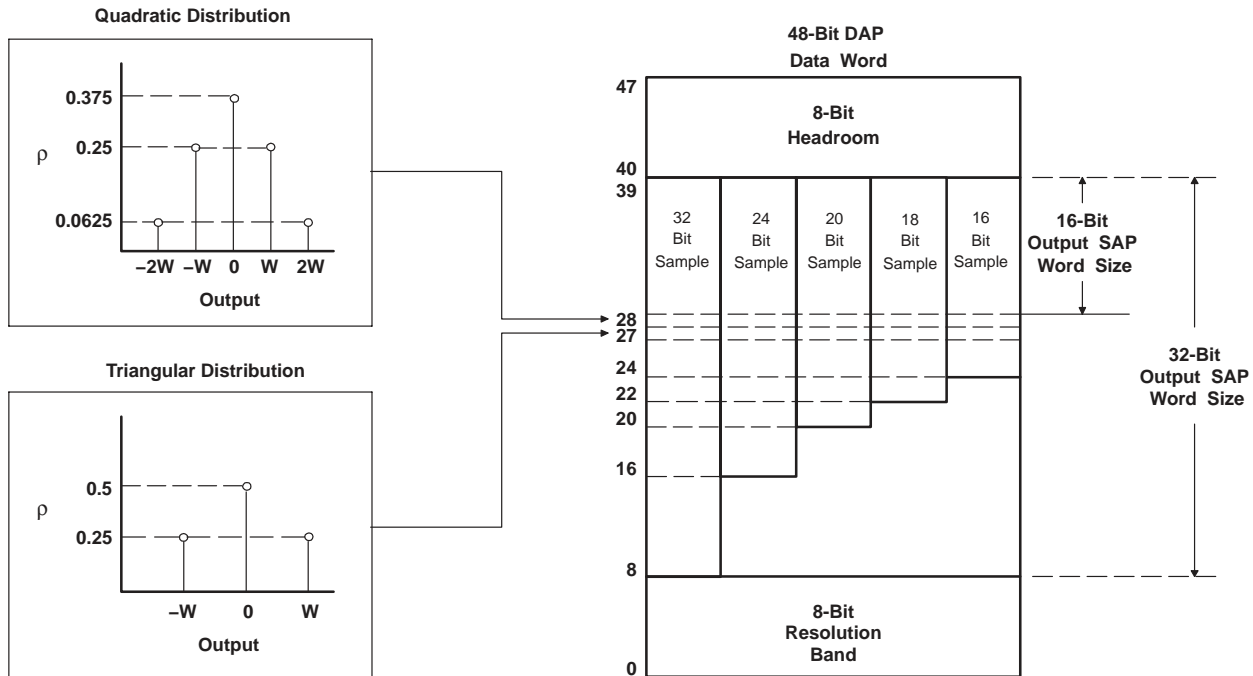 Quadratic Distribution
0.375
ρ
0.25
0.0625
–2W –W 0 W 2W
Output
Triangular Distribution
0.5
ρ
0.25
–W 0 W
Output
48-Bit DAP
Data Word
47
8-Bit
Headroom
40
39
32
Bit
Sample
24
Bit
Sample
20
Bit
Sample
18
Bit
Sample
16
Bit
Sample
16-Bit
Output SAP
Word Size
28
27
24
22
20
16
8
32-Bit
Output SAP
Word Size
8-Bit
Resolution
Band
0